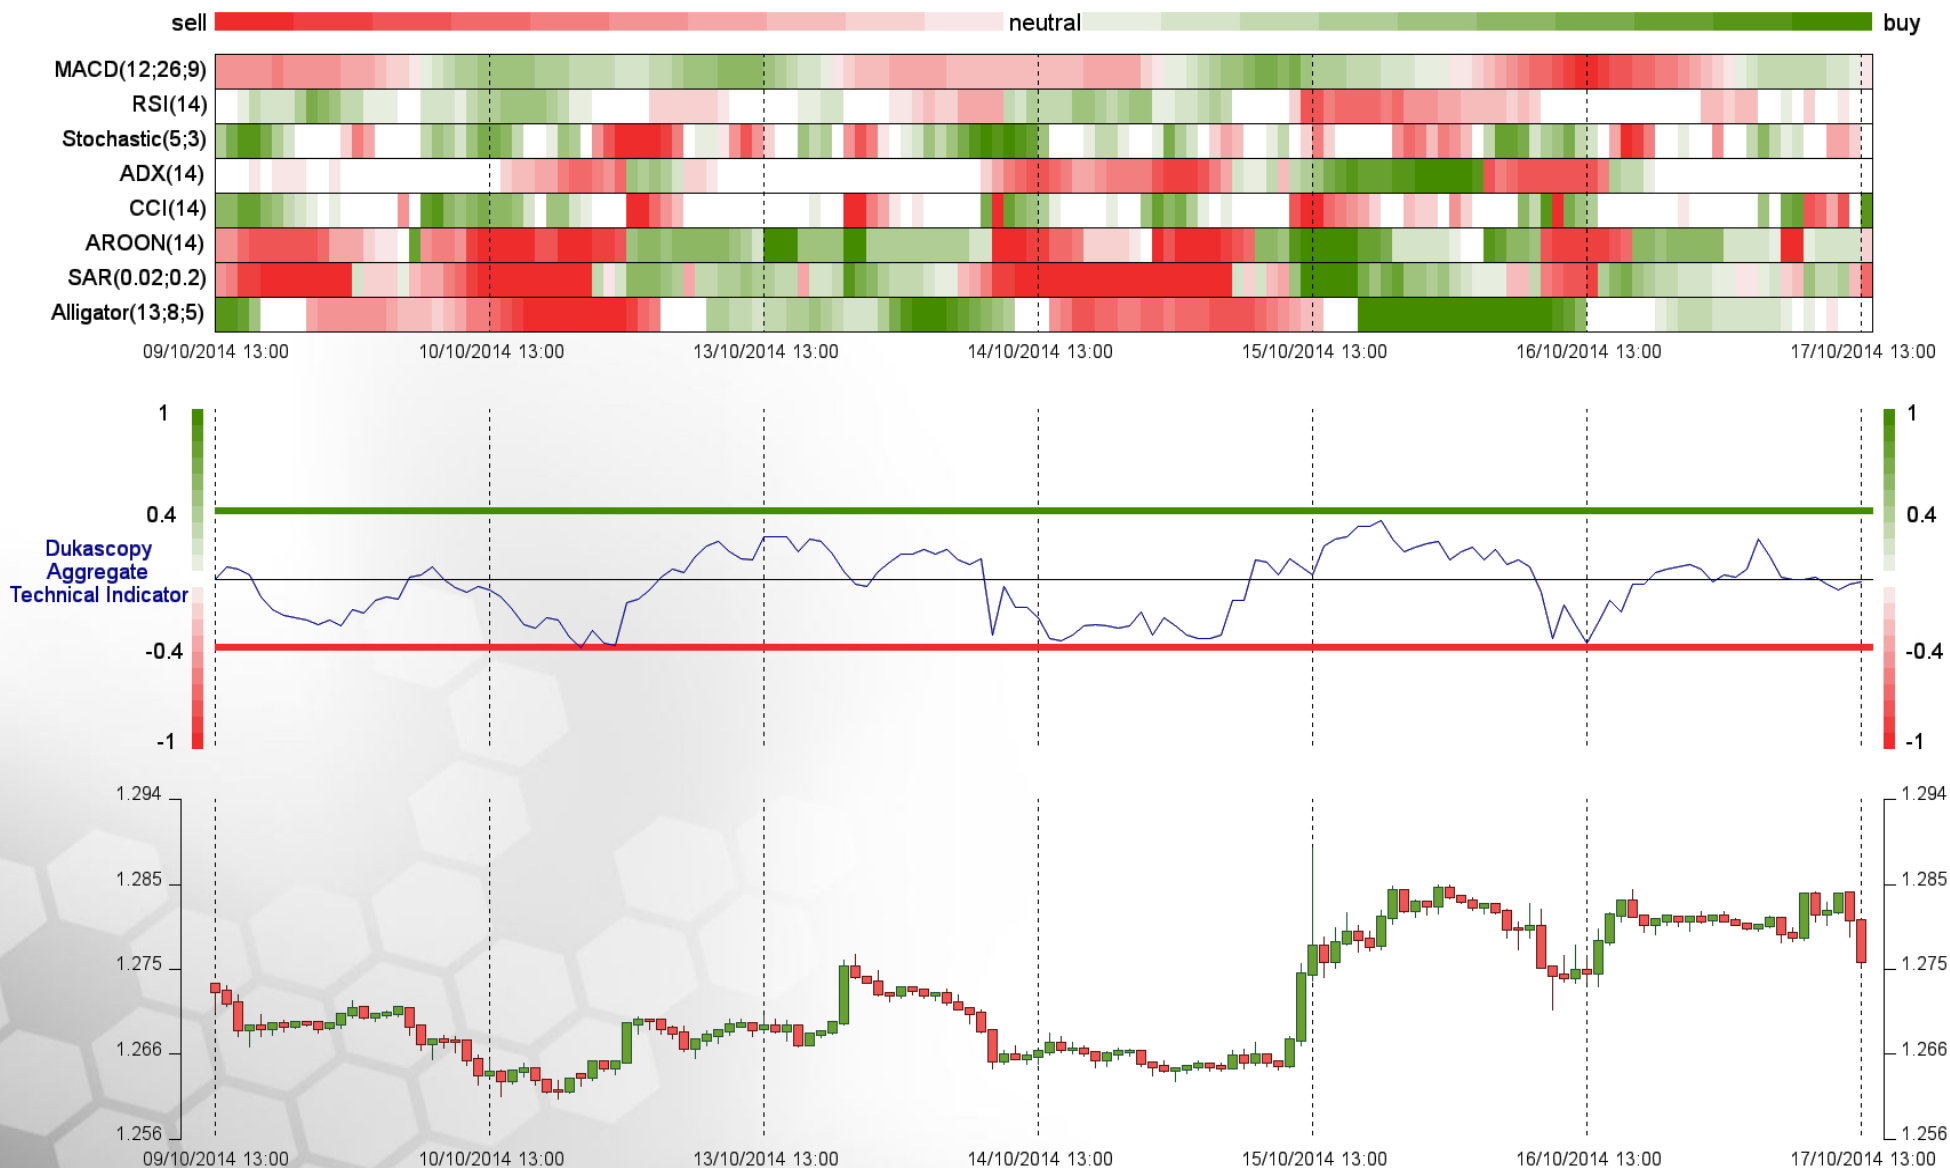 sell neutral buy
MACD(12;26;9)
RSI(14)
Stochastic(5;3)
ADX(14)
CCI(14)
AROON(14)
SAR(0.02;0.2)
Alligator(13;8;5)
09/10/2014 13:00 10/10/2014 13:00 13/10/2014 13:00 14/10/2014 13:00 15/10/2014 13:00 16/10/2014 13:00 17/10/2014 13:00
1 1
0.4 0.4
Dukascopy
Aggregate
Technical Indicator
-0.4 -0.4
-1 -1
1.294 1.294
1.285 1.285
1.275 1.275
1.266 1.266
1.256 1.256
09/10/2014 13:00 10/10/2014 13:00 13/10/2014 13:00 14/10/2014 13:00 15/10/2014 13:00 16/10/2014 13:00 17/10/2014 13:00